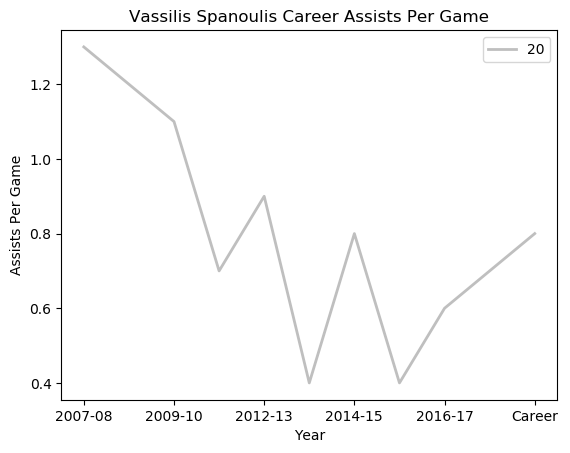 Vassilis Spanoulis Career Assists Per Game
20
Assists Per Game
1.2
1.0
0.8
0.6
0.4
2007-08 2009-10 2012-13 2014-15 2016-17 Career
Year